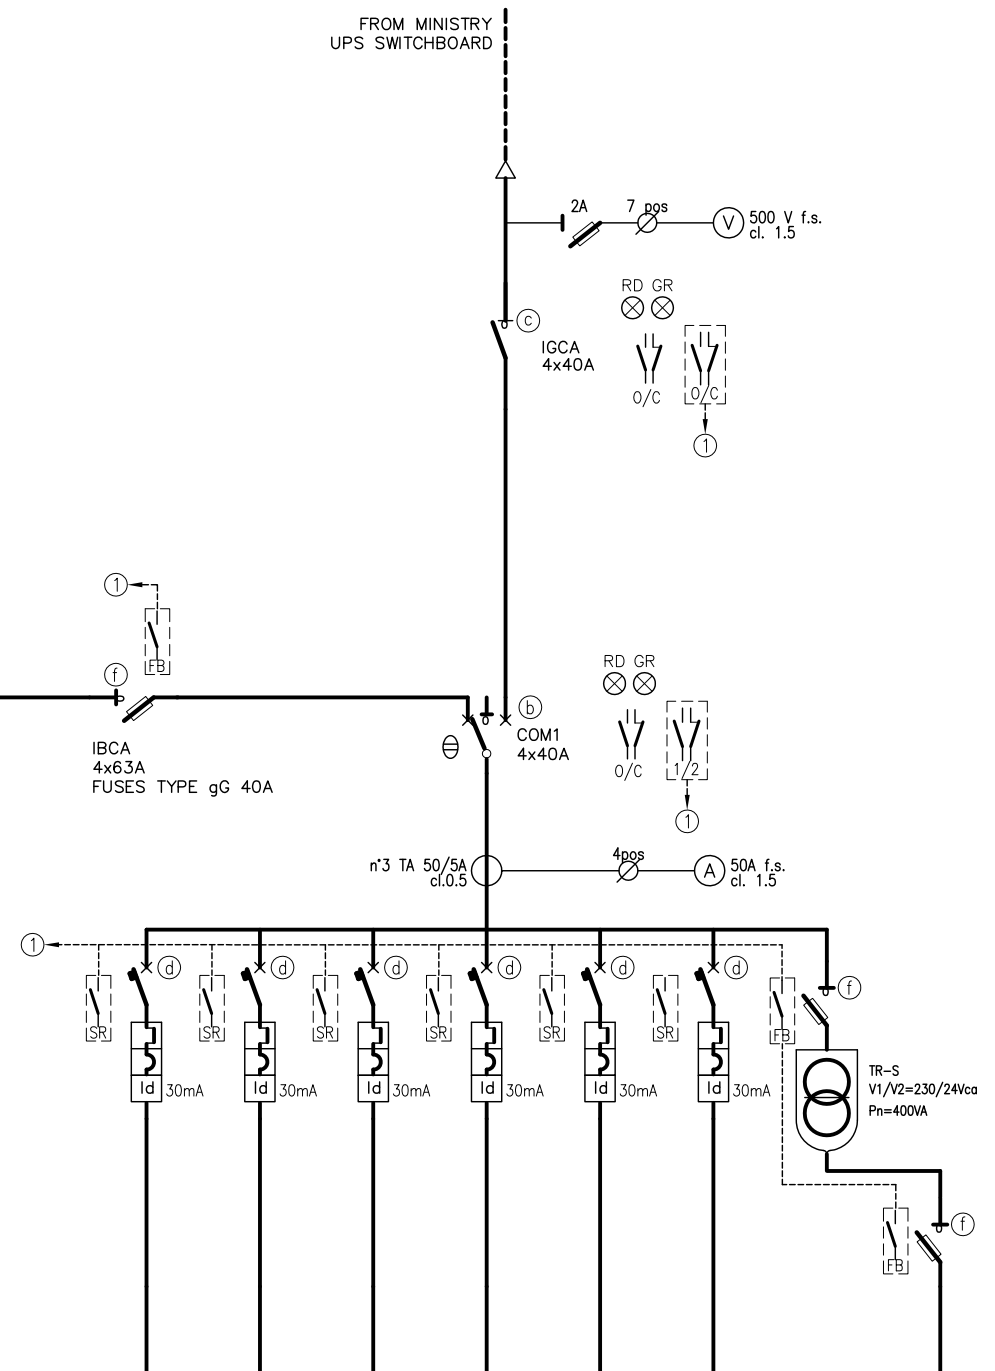 FROM MINISTRY
UPS SWITCHBOARD
2A
7 pos
V
500 V f.s.
cl. 1.5
RD GR
c
IGCA
4x40A
O/C
O/C
1
1
FB
f
RD GR
b
COM1
4x40A
IBCA
4x63A
FUSES TYPE gG 40A
O/C
1/2
1
n°3 TA 50/5A
cl.0.5
4pos
A
50A f.s.
cl. 1.5
1
d
d
d
d
d
d
f
SR
SR
SR
SR
SR
SR
FB
Id 30mA
Id 30mA
Id 30mA
Id 30mA
Id 30mA
Id 30mA
TR-S
V1/V2=230/24Vca
Pn=400VA
f
FB